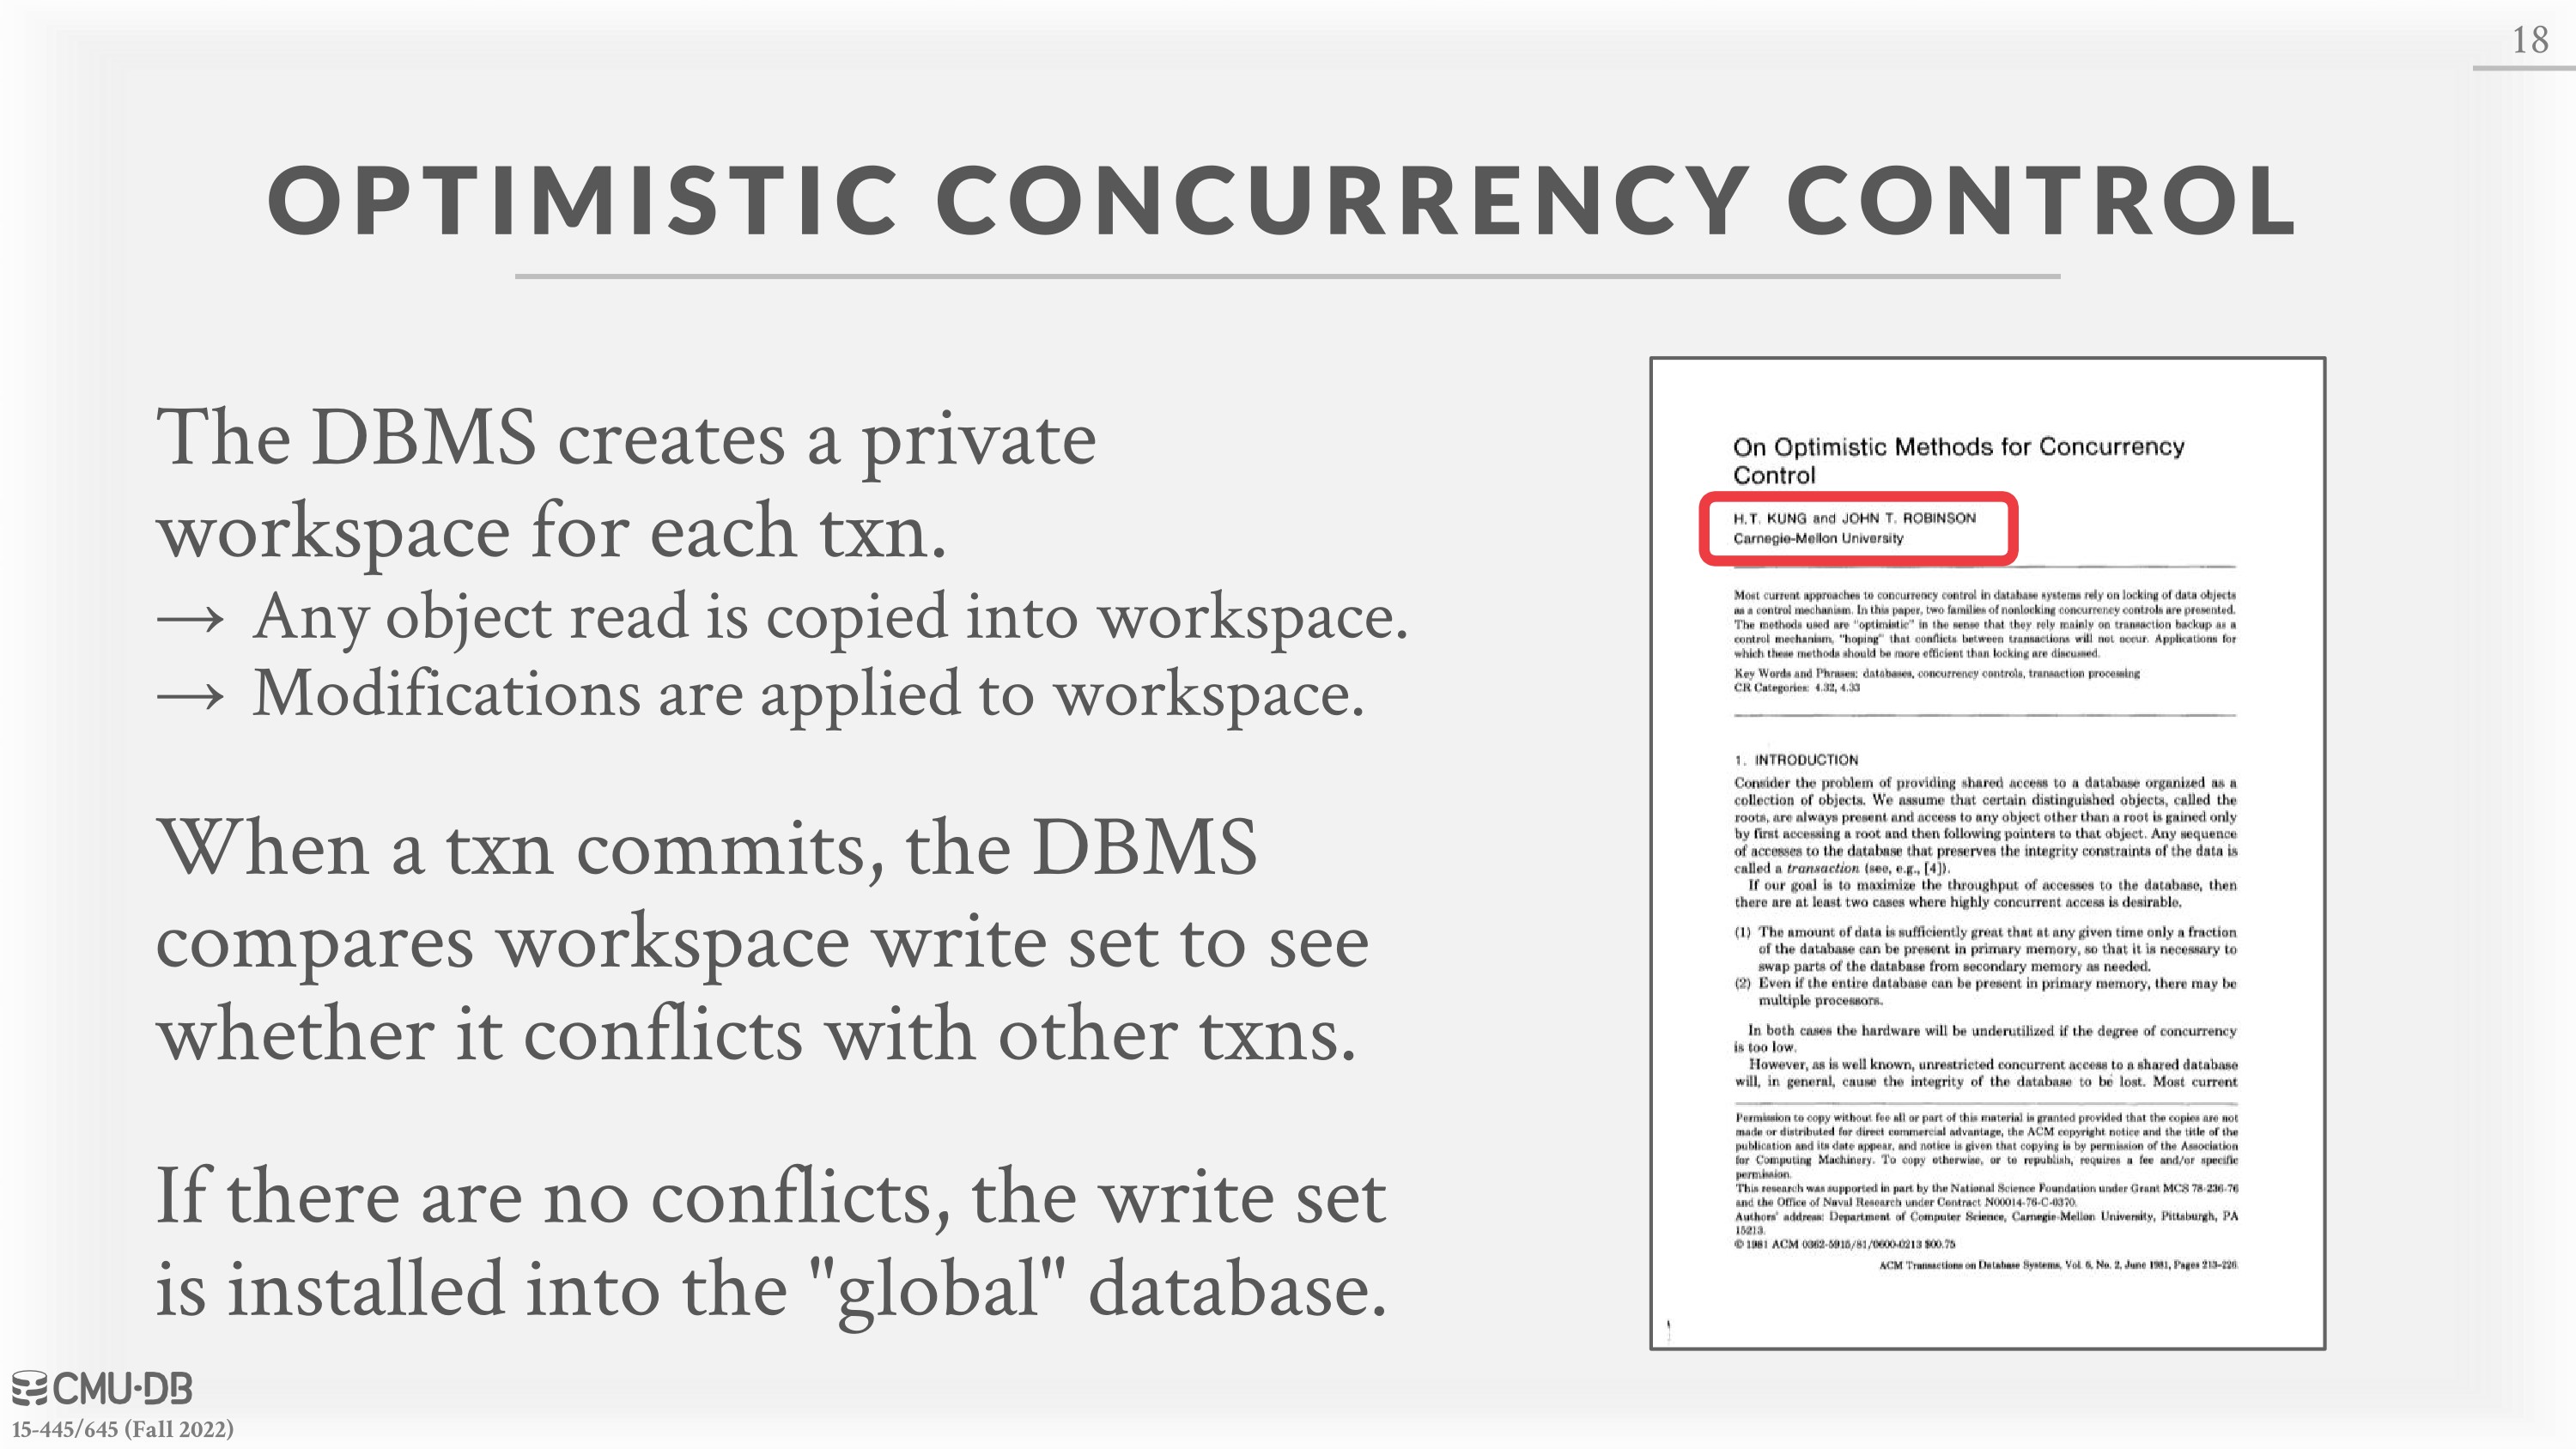 18
OPTIMISTIC CONCURRENCY CONTROL
The DBMS creates a private
workspace for each txn.
→ Any object read is copied into workspace.
→ Modifications are applied to workspace.
When a txn commits, the DBMS
compares workspace write set to see
whether it conflicts with other txns.
If there are no conflicts, the write set
is installed into the "global" database.
On Optimistic Methods for Concurrency
Control
H.T. KUNG and JOHN T. ROBINSON
Carnegie-Mellon University
Most current approaches to concurrency control in database systems rely on locking of data objects
as a control mechanism. In this paper, two families of nonlocking concurrency controls are presented.
The methods used are "optimistic" in the sense that they rely mainly on transaction backup as a
control mechanism, "hoping" that conflicts between transactions will not occur. Applications for
which these methods should be more efficient than locking are discussed.
Key Words and Phrases: databases, concurrency controls, transaction processing
CR Categories: 4.32, 4.33
1. INTRODUCTION
Consider the problem of providing shared access to a database organized as a
collection of objects. We assume that certain distinguished objects, called the
roots, are always present and access to any object other than a root is gained only
by first accessing a root and then following pointers to that object. Any sequence
of accesses to the database that preserves the integrity constraints of the data is
called a transaction (see, e.g., [4]).
If our goal is to maximize the throughput of accesses to the database, then
there are at least two cases where highly concurrent access is desirable.
(1) The amount of data is sufficiently great that at any given time only a fraction
of the database can be present in primary memory, so that it is necessary to
swap parts of the database from secondary memory as needed.
(2) Even if the entire database can be present in primary memory, there may be
multiple processors.
In both cases the hardware will be underutilized if the degree of concurrency
is too low.
However, as is well known, unrestricted concurrent access to a shared database
will, in general, cause the integrity of the database to be lost. Most current
Permission to copy without fee all or part of this material is granted provided that the copies are not
made or distributed for direct commercial advantage, the ACM copyright notice and the title of the
publication and its date appear, and notice is given that copying is by permission of the Association
for Computing Machinery. To copy otherwise, or to republish, requires a fee and/or specific
permission.
This research was supported in part by the National Science Foundation under Grant MCS 78-236-76
and the Office of Naval Research under Contract N00014-76-C-0370.
Authors' address: Department of Computer Science, Carnegie-Mellon University, Pittsburgh, PA
15213.
© 1981 ACM 0362-5915/81/0600-0213 $00.75
ACM Transactions on Database Systems, Vol. 6, No. 2, June 1981, Pages 213–226.
CMU·DB
15-445/645 (Fall 2022)